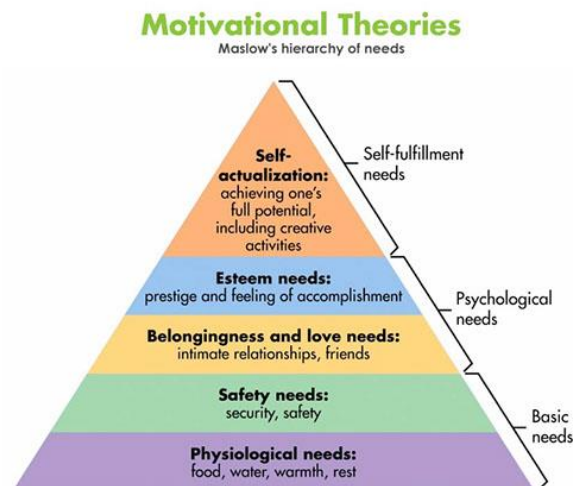 Motivational Theories
Maslow's hierarchy of needs
Self-
actualization:
achieving one's
full potential,
including creative
activities
Self-fulfillment
needs
Esteem needs:
prestige and feeling of accomplishment
Psychological
needs
Belongingness and love needs:
intimate relationships, friends
Safety needs:
security, safety
Basic
needs
Physiological needs:
food, water, warmth, rest